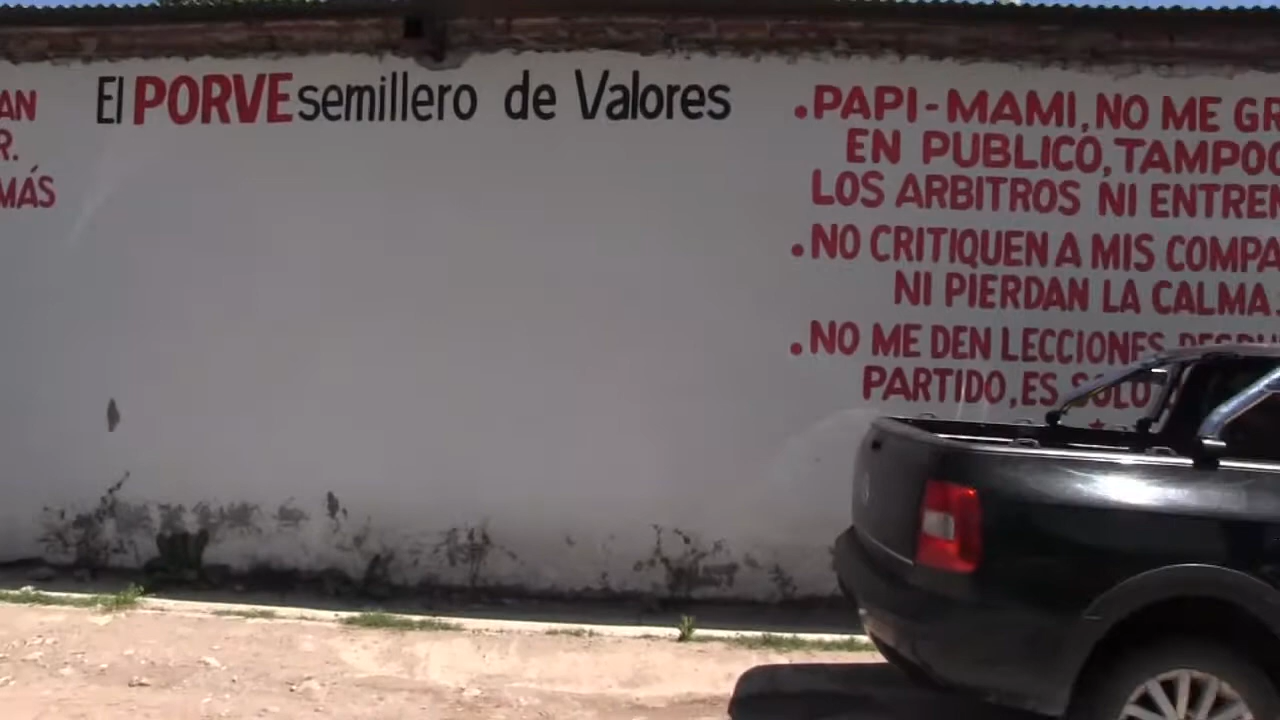 AN
R.
MÁS
El PORVE semillero de Valores
.PAPI-MAMI, NO ME GR
EN PUBLICO, TAMPOC
LOS ARBITROS NI ENTREN
.NO CRITIQUEN A MIS COMPA
NI PIERDAN LA CALMA.
.NO ME DEN LECCIONES
PARTIDO, ES SOLO